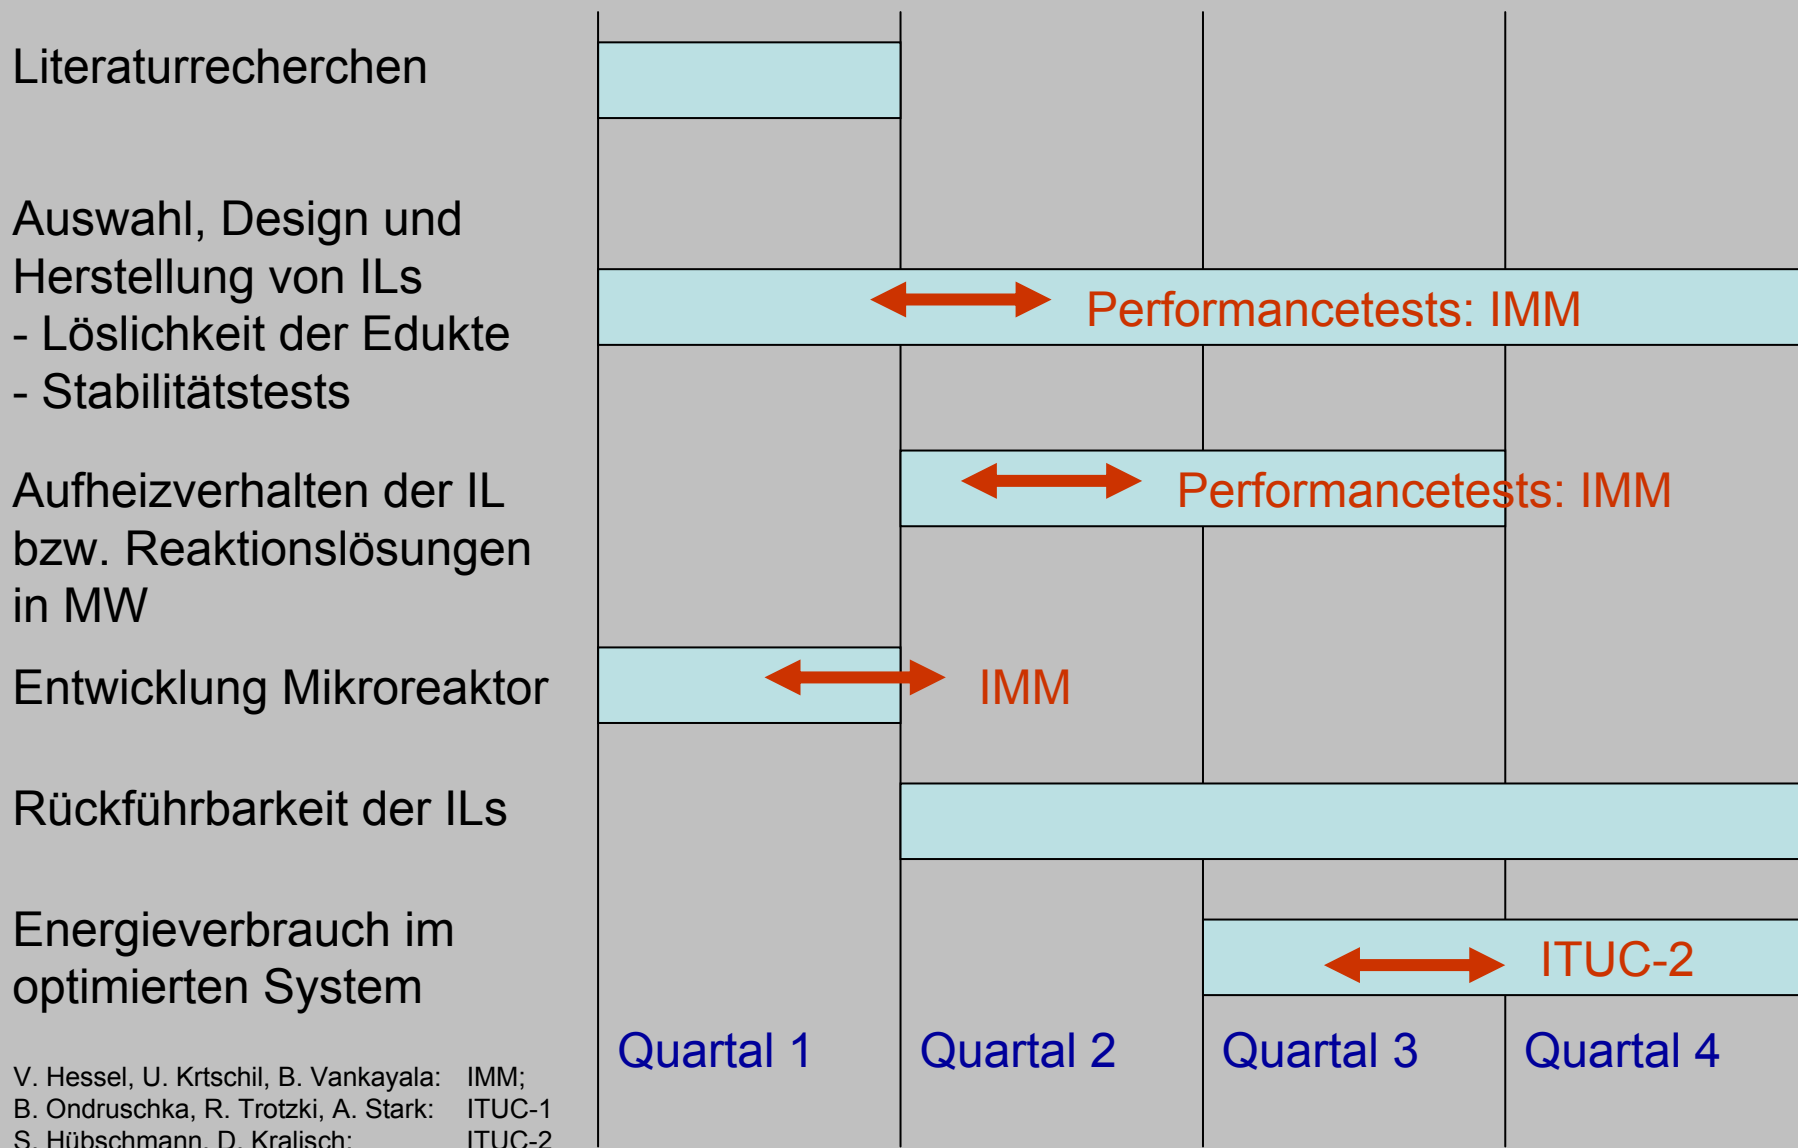 Literaturrecherchen
Auswahl, Design und
Herstellung von ILs
- Löslichkeit der Edukte
- Stabilitätstests
Performancetests: IMM
Aufheizverhalten der IL
bzw. Reaktionslösungen
in MW
Performancetests: IMM
Entwicklung Mikroreaktor
IMM
Rückführbarkeit der ILs
Energieverbrauch im
optimierten System
ITUC-2
Quartal 1
Quartal 2
Quartal 3
Quartal 4
V. Hessel, U. Krtschil, B. Vankayala: IMM;
B. Ondruschka, R. Trotzki, A. Stark: ITUC-1
S. Hübschmann, D. Kralisch: ITUC-2